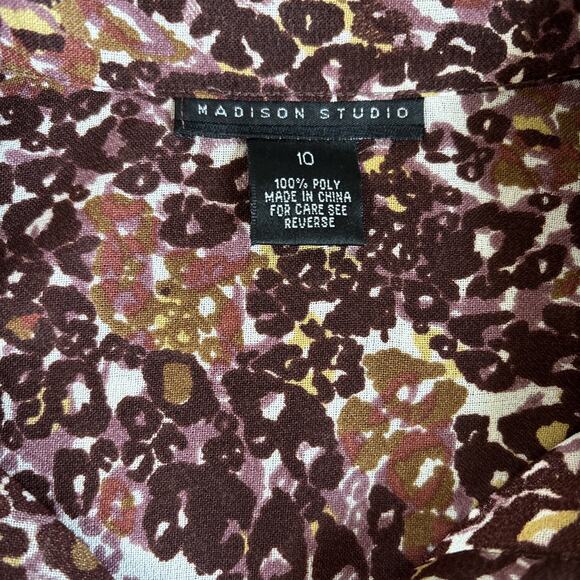 MADISON STUDIO
10
100% POLY
MADE IN CHINA
FOR CARE SEE
REVERSE